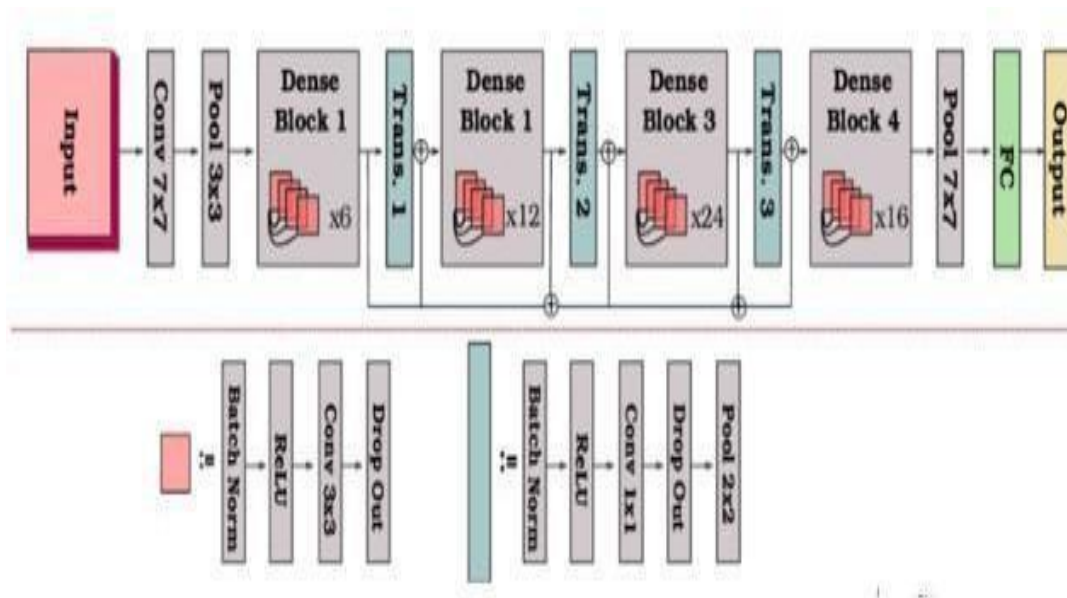 Input
Conv 7x7
Pool 3x3
Dense
Block 1
x6
Trans. 1
Dense
Block 1
x12
Trans. 2
Dense
Block 3
x24
Trans. 3
Dense
Block 4
x16
Pool 7x7
FC
Output
Batch Norm
ReLU
Conv 3x3
Drop Out
Batch Norm
ReLU
Conv 1x1
Drop Out
Pool 2x2